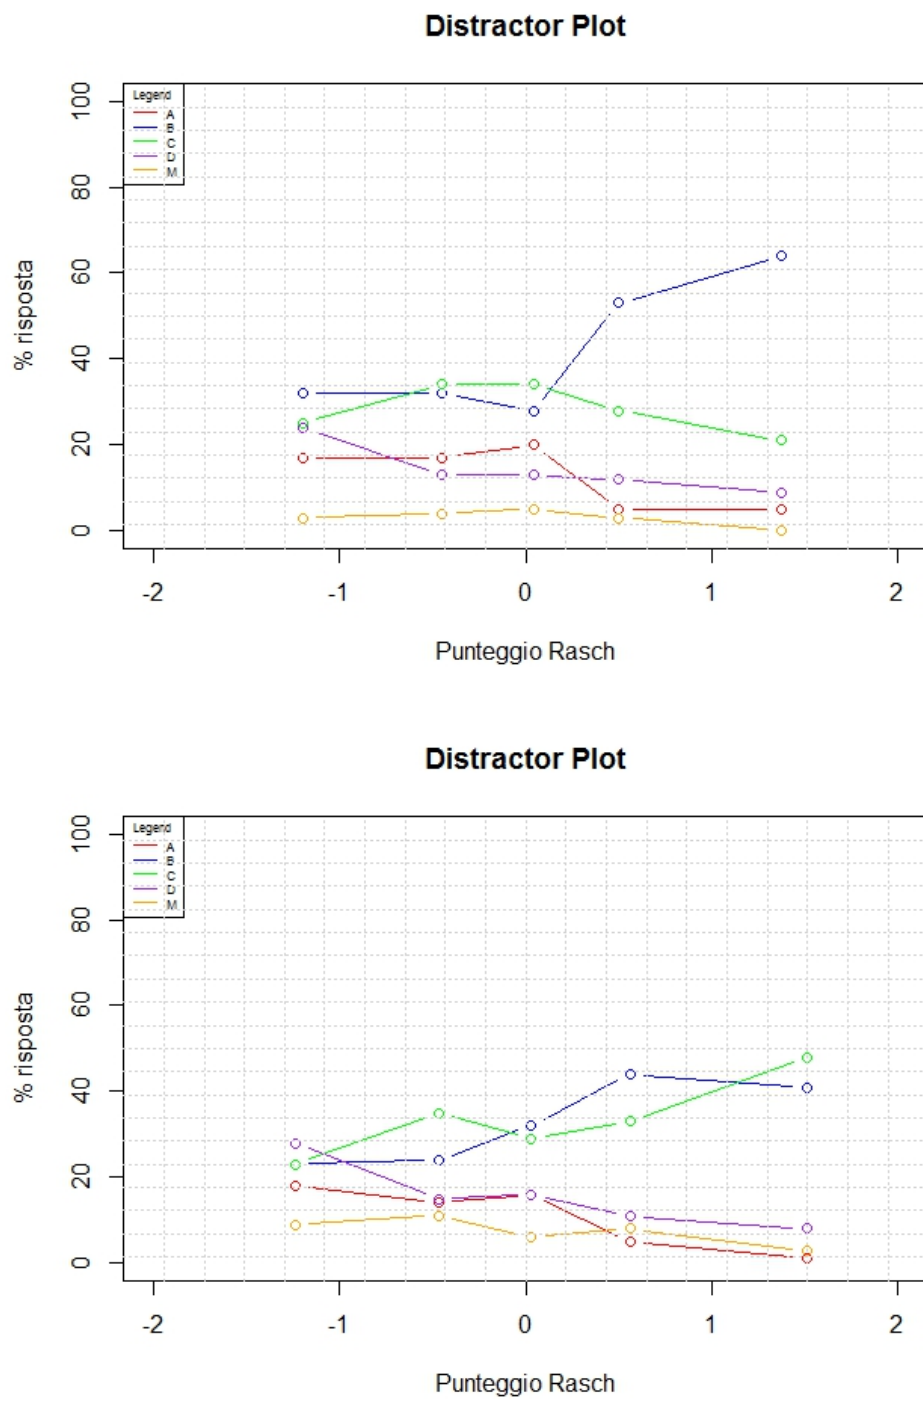 Distractor Plot
Legend
A
B
C
D
M
100
80
60
40
20
0
% risposta
-2 -1 0 1 2
Punteggio Rasch
Distractor Plot
Legend
A
B
C
D
M
100
80
60
40
20
0
% risposta
-2 -1 0 1 2
Punteggio Rasch